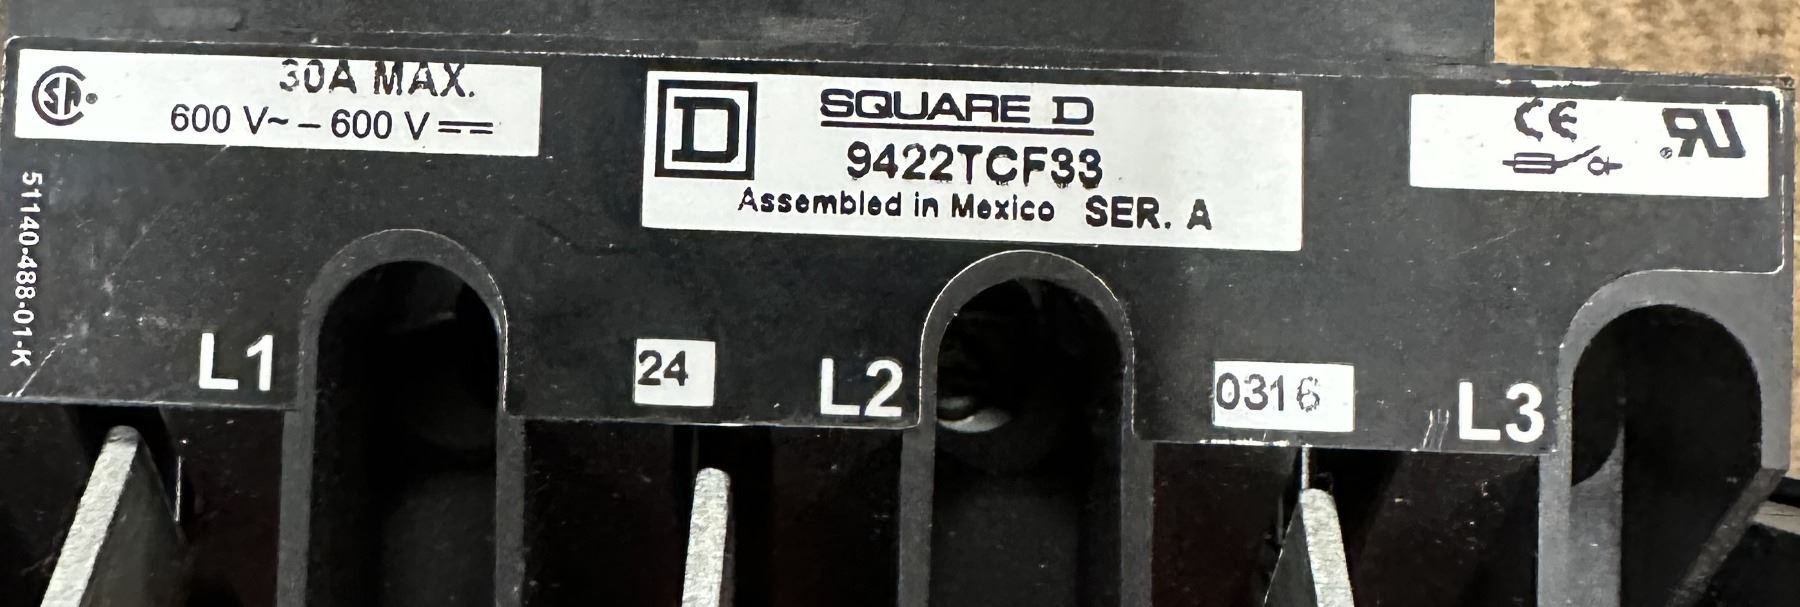 30A MAX.
600 V~ – 600 V⎓
D
SQUARE D
9422TCF33
Assembled in Mexico SER. A
CE
51140-488-01-K
L1
24
L2
0316
L3